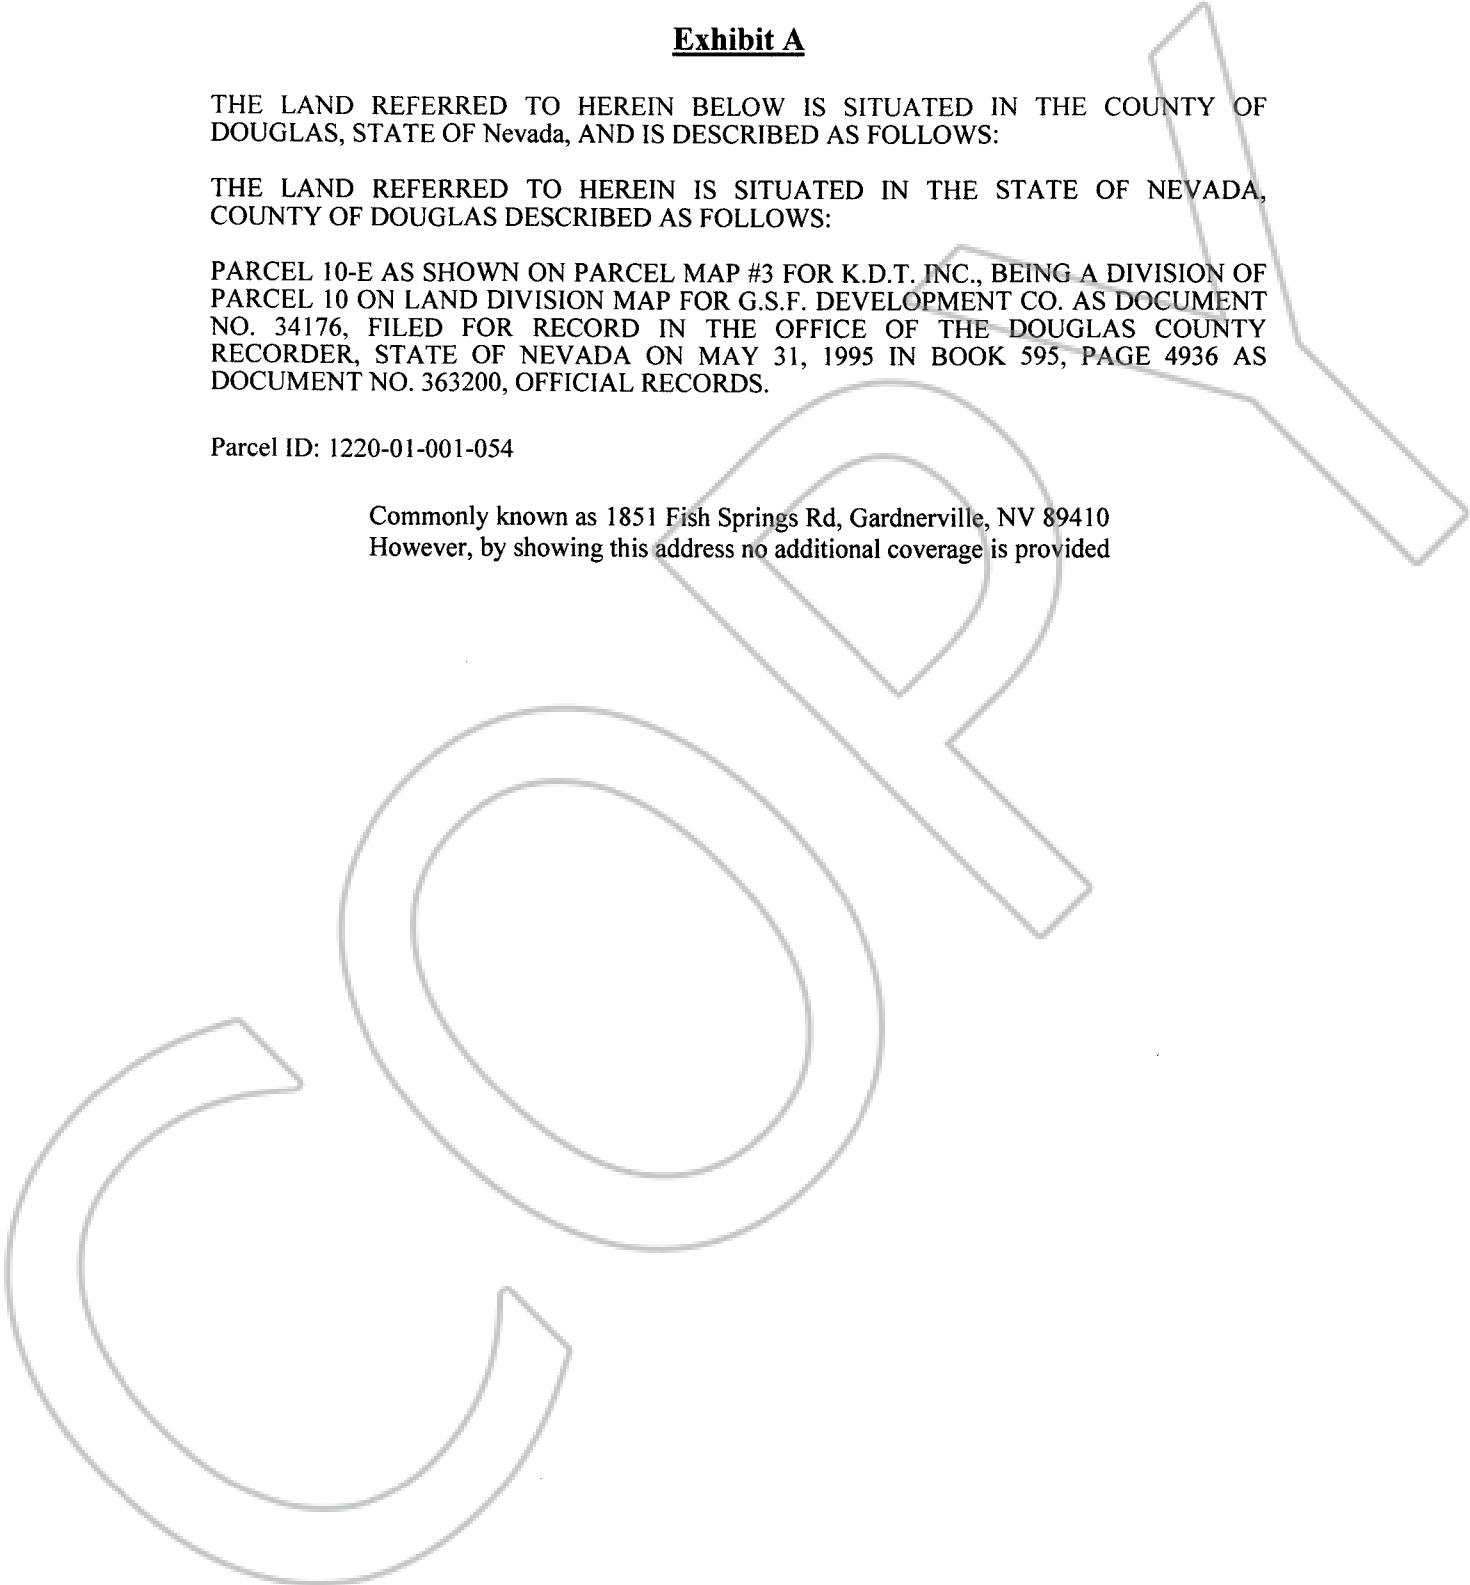 Exhibit A
THE LAND REFERRED TO HEREIN BELOW IS SITUATED IN THE COUNTY OF
DOUGLAS, STATE OF Nevada, AND IS DESCRIBED AS FOLLOWS:
THE LAND REFERRED TO HEREIN IS SITUATED IN THE STATE OF NEVADA,
COUNTY OF DOUGLAS DESCRIBED AS FOLLOWS:
PARCEL 10-E AS SHOWN ON PARCEL MAP #3 FOR K.D.T. INC., BEING A DIVISION OF
PARCEL 10 ON LAND DIVISION MAP FOR G.S.F. DEVELOPMENT CO. AS DOCUMENT
NO. 34176, FILED FOR RECORD IN THE OFFICE OF THE DOUGLAS COUNTY
RECORDER, STATE OF NEVADA ON MAY 31, 1995 IN BOOK 595, PAGE 4936 AS
DOCUMENT NO. 363200, OFFICIAL RECORDS.
Parcel ID: 1220-01-001-054
Commonly known as 1851 Fish Springs Rd, Gardnerville, NV 89410
However, by showing this address no additional coverage is provided
COPY